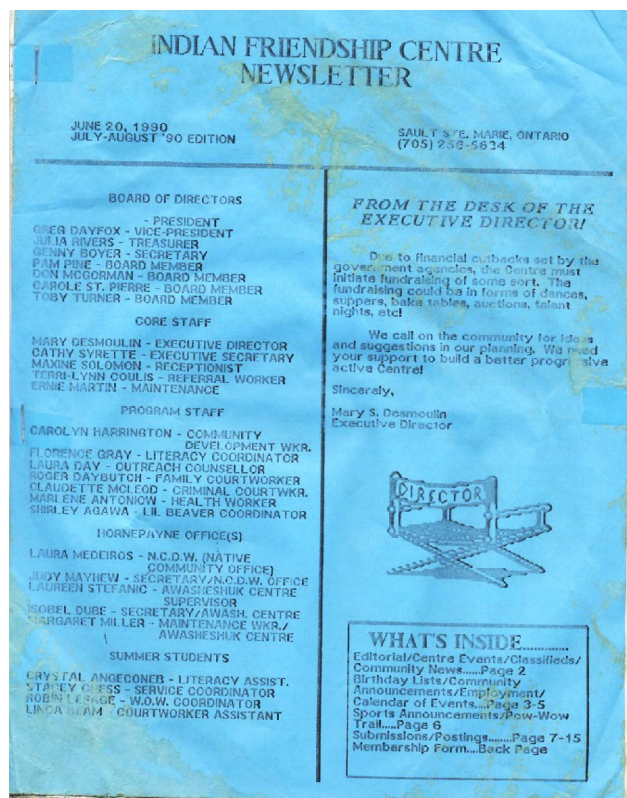 INDIAN FRIENDSHIP CENTRE
NEWSLETTER
JUNE 20, 1990
JULY-AUGUST '90 EDITION
SAULT STE. MARIE, ONTARIO
(705) 256-5634
BOARD OF DIRECTORS
- PRESIDENT
GREG DAYFOX - VICE-PRESIDENT
JULIA RIVERS - TREASURER
GENNY BOYER - SECRETARY
PAM PINE - BOARD MEMBER
DON MCGORMAN - BOARD MEMBER
CAROLE ST. PIERRE - BOARD MEMBER
TOBY TURNER - BOARD MEMBER
CORE STAFF
MARY DESMOULIN - EXECUTIVE DIRECTOR
CATHY SYRETTE - EXECUTIVE SECRETARY
MAXINE SOLOMON - RECEPTIONIST
TERRI-LYNN COULIS - REFERRAL WORKER
ERNIE MARTIN - MAINTENANCE
PROGRAM STAFF
CAROLYN HARRINGTON - COMMUNITY
DEVELOPMENT WKR.
FLORENCE GRAY - LITERACY COORDINATOR
LAURA DAY - OUTREACH COUNSELLOR
ROGER DAYBUTCH - FAMILY COURTWORKER
CLAUDETTE MCLEOD - CRIMINAL COURTWKR.
MARLENE ANTONIOW - HEALTH WORKER
SHIRLEY AGAWA - LIL BEAVER COORDINATOR
HORNEPAYNE OFFICE(S)
LAURA MEDEIROS - N.C.D.W. (NATIVE
COMMUNITY OFFICE)
JUDY MAYHEW - SECRETARY/N.C.D.W. OFFICE
LAUREEN STEFANIC - AWASHESHUK CENTRE
SUPERVISOR
ISOBEL DUBE - SECRETARY/AWASH. CENTRE
MARGARET MILLER - MAINTENANCE WKR./
AWASHESHUK CENTRE
SUMMER STUDENTS
CRYSTAL ANGECONEB - LITERACY ASSIST.
STACEY - SERVICE COORDINATOR
ROBIN LESAGE - W.O.W. COORDINATOR
LINDA - COURTWORKER ASSISTANT
FROM THE DESK OF THE
EXECUTIVE DIRECTOR!
Due to financial cutbacks set by the
government agencies, the Centre must
initiate fundraising of some sort. The
fundraising could be in forms of dances,
suppers, bake tables, auctions, talent
nights, etc!
We call on the community for ideas
and suggtions in our planning. We need
your support to build a better progressive
active Centre!
Sincerely,
Mary S. Desmoulin
Executive Director
DIRECTOR
WHAT'S INSIDE............
Editorial/Centre Events/Classifieds/
Community News.....Page 2
Birthday Lists/Community
Announcements/Employment/
Calendar of Events....Page 3-5
Sports Announcements/Pow-Wow
Trail.....Page 6
Submissions/Postings........Page 7-15
Membership Form....Back Page